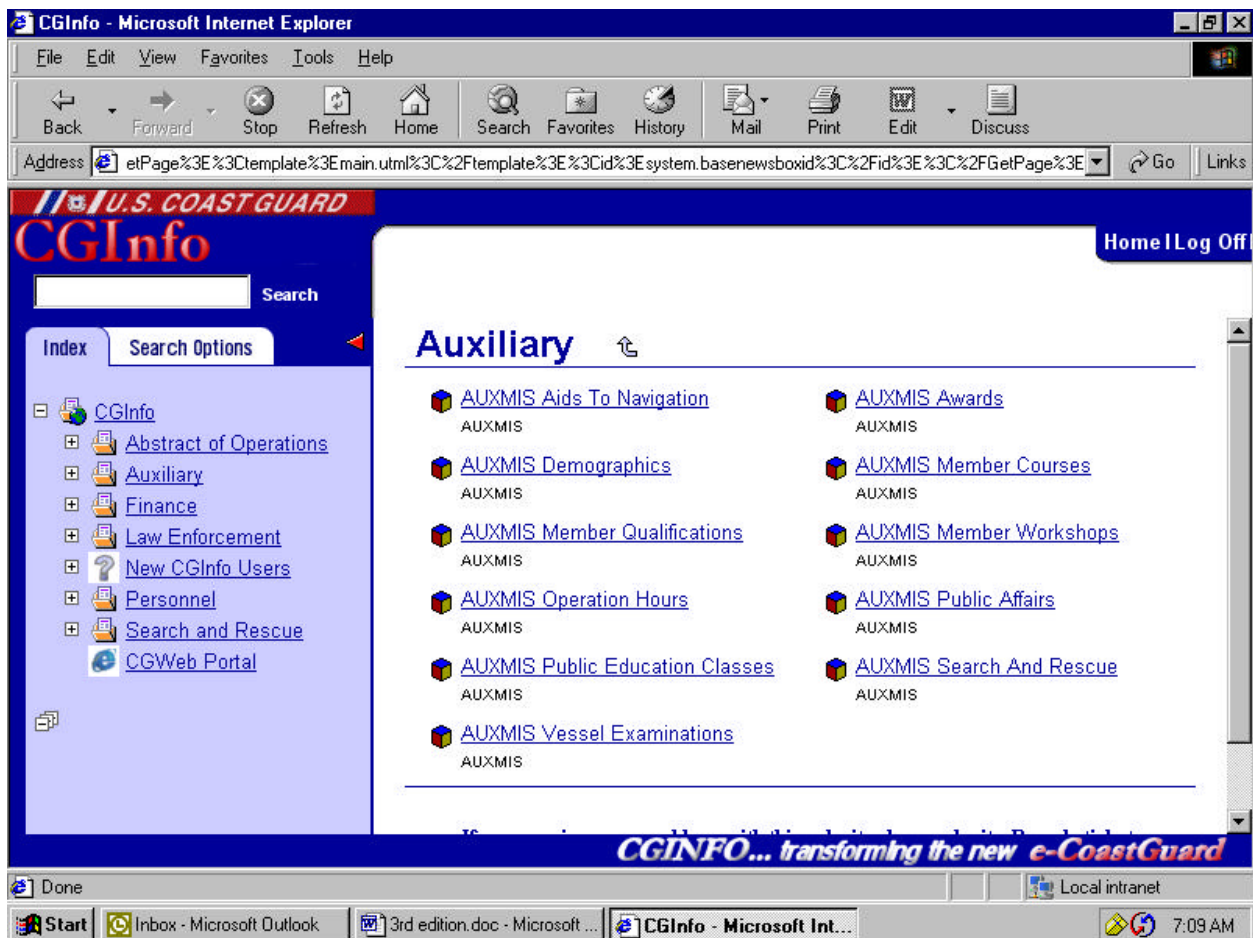 CGInfo - Microsoft Internet Explorer
File Edit View Favorites Tools Help
Back Forward Stop Refresh Home Search Favorites History Mail Print Edit Discuss
Address etPage%3E%3Ctemplate%3Emain.utml%3C%2Ftemplate%3E%3Cid%3Esystem.basenewsboxid%3C%2Fid%3E%3C%2FGetPage%3E Go Links
U.S. COAST GUARD
CGInfo
Home|Log Off|
Search
Index Search Options
CGInfo
Abstract of Operations
Auxiliary
Finance
Law Enforcement
New CGInfo Users
Personnel
Search and Rescue
CGWeb Portal
Auxiliary
AUXMIS Aids To Navigation
AUXMIS
AUXMIS Awards
AUXMIS
AUXMIS Demographics
AUXMIS
AUXMIS Member Courses
AUXMIS
AUXMIS Member Qualifications
AUXMIS
AUXMIS Member Workshops
AUXMIS
AUXMIS Operation Hours
AUXMIS
AUXMIS Public Affairs
AUXMIS
AUXMIS Public Education Classes
AUXMIS
AUXMIS Search And Rescue
AUXMIS
AUXMIS Vessel Examinations
AUXMIS
CGINFO... transforming the new e-CoastGuard
Done Local intranet
Start Inbox - Microsoft Outlook 3rd edition.doc - Microsoft ... CGInfo - Microsoft Int... 7:09 AM